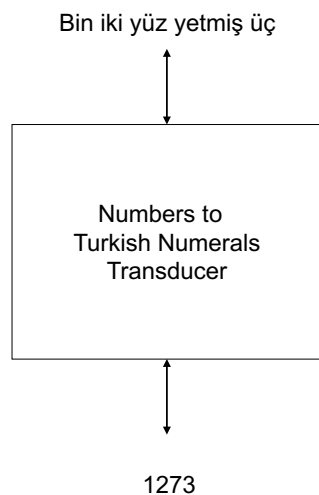 Bin iki yüz yetmiş üç
Numbers to
Turkish Numerals
Transducer
1273